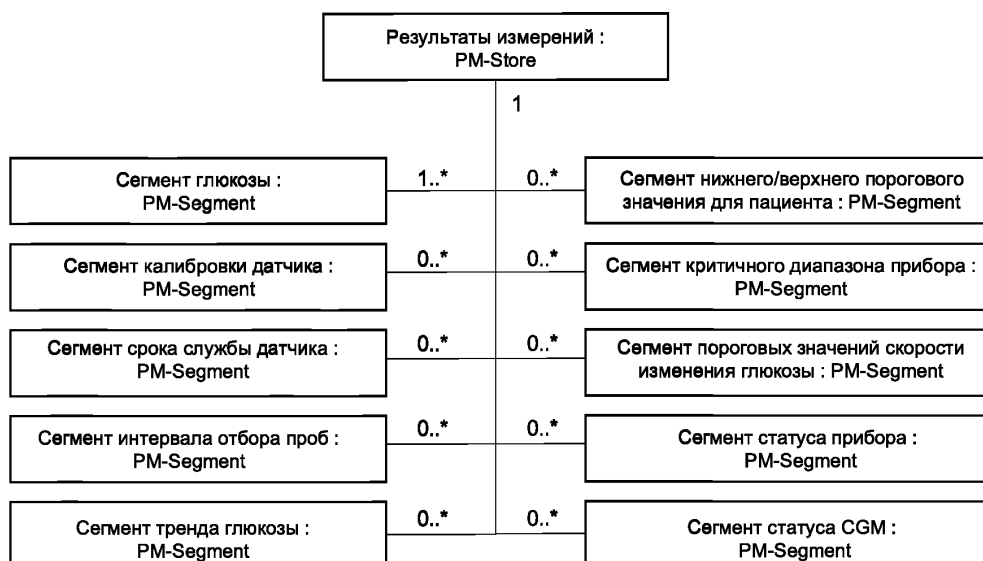 Результаты измерений :
PM-Store
1
Сегмент глюкозы :
PM-Segment
1..*
0..*
Сегмент нижнего/верхнего порогового
значения для пациента : PM-Segment
Сегмент калибровки датчика :
PM-Segment
0..*
0..*
Сегмент критичного диапазона прибора :
PM-Segment
Сегмент срока службы датчика :
PM-Segment
0..*
0..*
Сегмент пороговых значений скорости
изменения глюкозы : PM-Segment
Сегмент интервала отбора проб :
PM-Segment
0..*
0..*
Сегмент статуса прибора :
PM-Segment
Сегмент тренда глюкозы :
PM-Segment
0..*
0..*
Сегмент статуса CGM :
PM-Segment